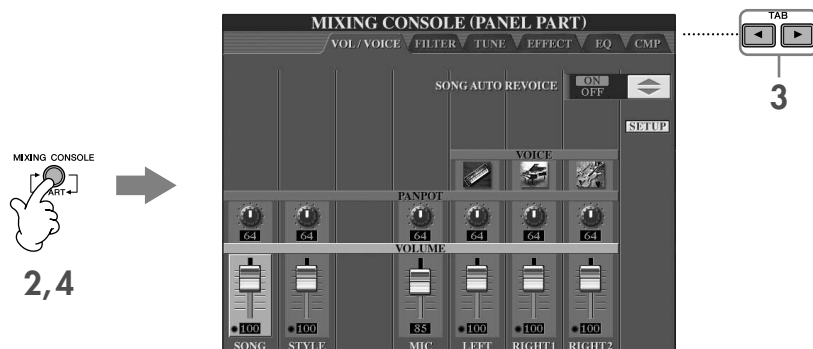 MIXING CONSOLE (PANEL PART)
VOL / VOICE FILTER TUNE EFFECT EQ CMP
TAB
3
SONG AUTO REVOICE ON
OFF
SETUP
VOICE
MIXING CONSOLE
ART
2, 4
PANPOT
64 64 64 64 64 64
VOLUME
100 100 85 100 100 100
SONG STYLE MIC LEFT RIGHT1 RIGHT2